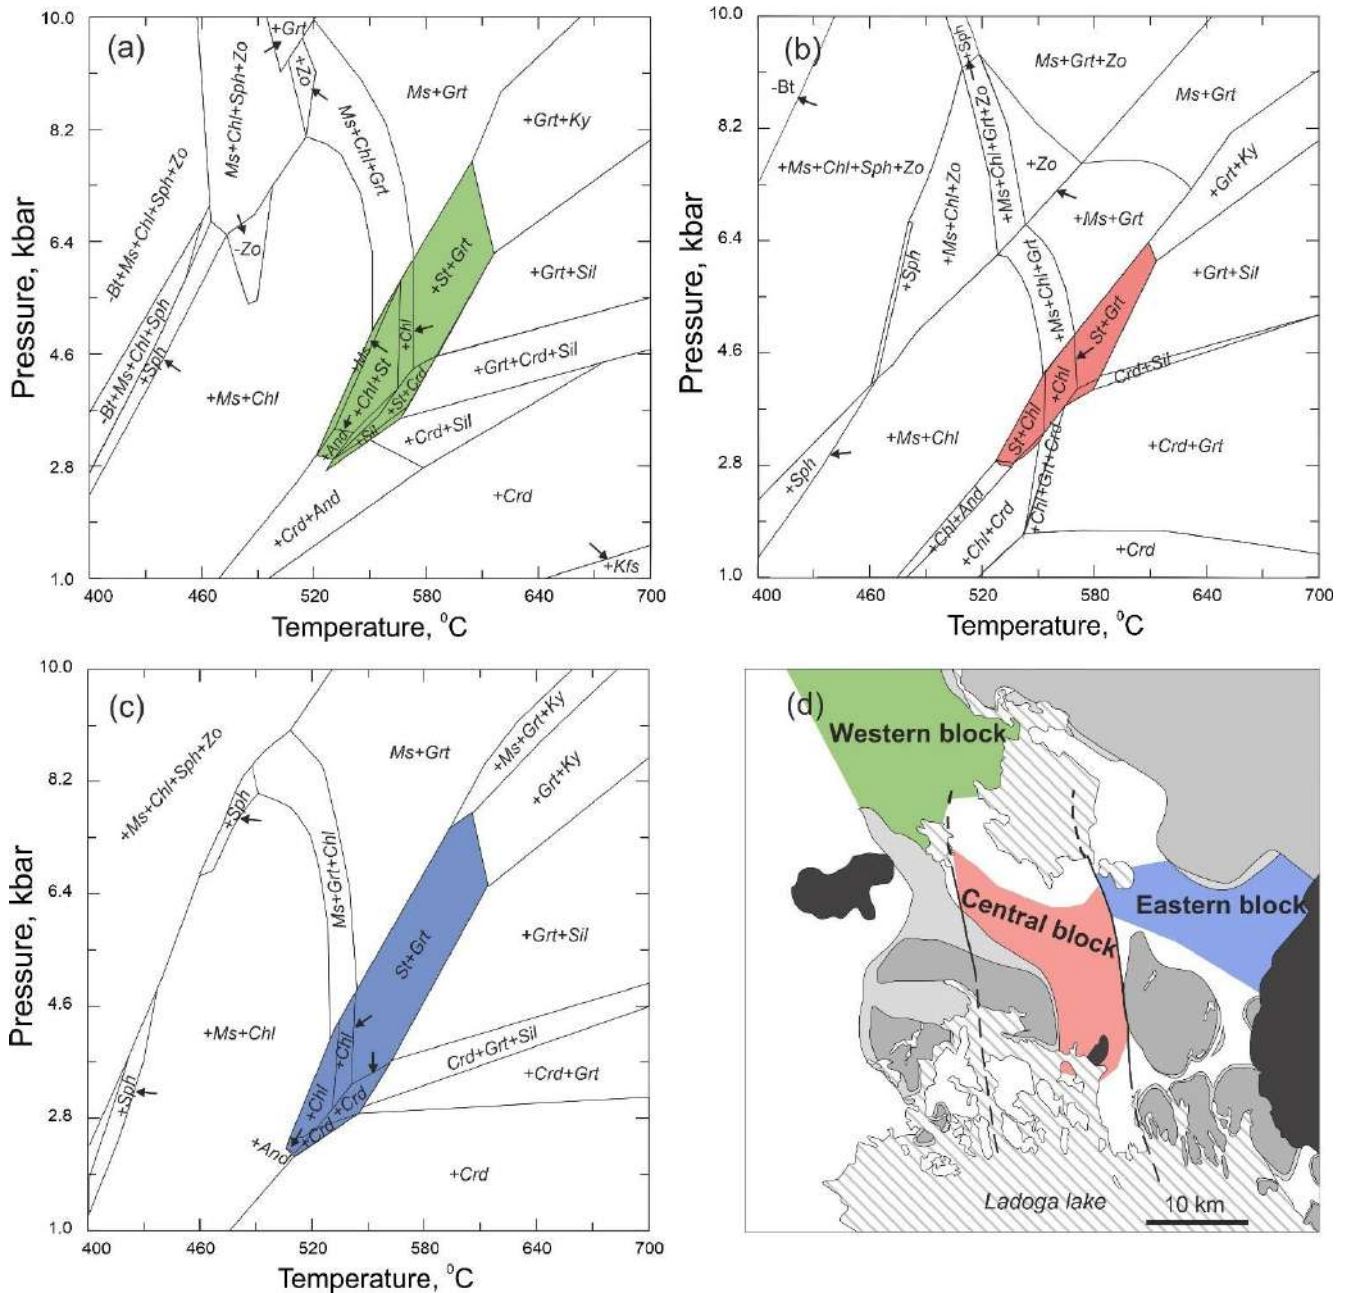 (a)
10.0
8.2
6.4
4.6
2.8
1.0
Pressure, kbar
400
460
520
580
640
700
Temperature, ⁰C
-Bt+Ms+Chl+Sph+Zo
Ms+Chl+Sph+Zo
+Grt
+Zo
Ms+Chl+Grt
Ms+Grt
+Grt+Ky
-Zo
-Bt+Ms+Chl+Sph
+Sph
+Ms+Chl
+St+Grt
+Chl
+Ms
+Chl+St
+St+Crd
+And
+Sil
+Grt+Sil
+Grt+Crd+Sil
+Crd+Sil
+Crd+And
+Crd
+Kfs
(b)
10.0
8.2
6.4
4.6
2.8
1.0
Pressure, kbar
400
460
520
580
640
700
Temperature, ⁰C
-Bt
+Sph
Ms+Grt+Zo
Ms+Grt
+Ms+Chl+Sph+Zo
+Ms+Chl+Zo
+Ms+Chl+Grt+Zo
+Zo
+Ms+Grt
+Grt+Ky
+Sph
+Ms+Chl+Grt
+Grt+Sil
St+Grt
+Chl
St+Chl
Crd+Sil
+Ms+Chl
+Sph
+Chl+And
+Chl+Crd
+Chl+Grt+Crd
+Crd+Grt
+Crd
(c)
10.0
8.2
6.4
4.6
2.8
1.0
Pressure, kbar
400
460
520
580
640
700
Temperature, ⁰C
+Ms+Chl+Sph+Zo
+Sph
Ms+Grt
+Ms+Grt+Ky
+Grt+Ky
Ms+Grt+Chl
St+Grt
+Grt+Sil
+Ms+Chl
+Chl
+Chl
+Crd
+Crd
+And
+Sph
Crd+Grt+Sil
+Crd+Grt
+Crd
(d)
Western block
Central block
Eastern block
Ladoga lake
10 km